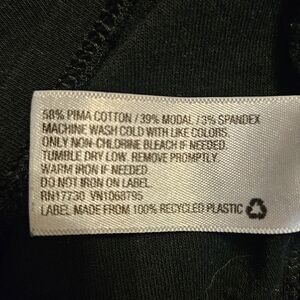 58% PIMA COTTON / 39% MODAL / 3% SPANDEX
MACHINE WASH COLD WITH LIKE COLORS.
ONLY NON-CHLORINE BLEACH IF NEEDED.
TUMBLE DRY LOW. REMOVE PROMPTLY.
WARM IRON IF NEEDED.
DO NOT IRON ON LABEL.
RN17730 VN1068795
LABEL MADE FROM 100% RECYCLED PLASTIC